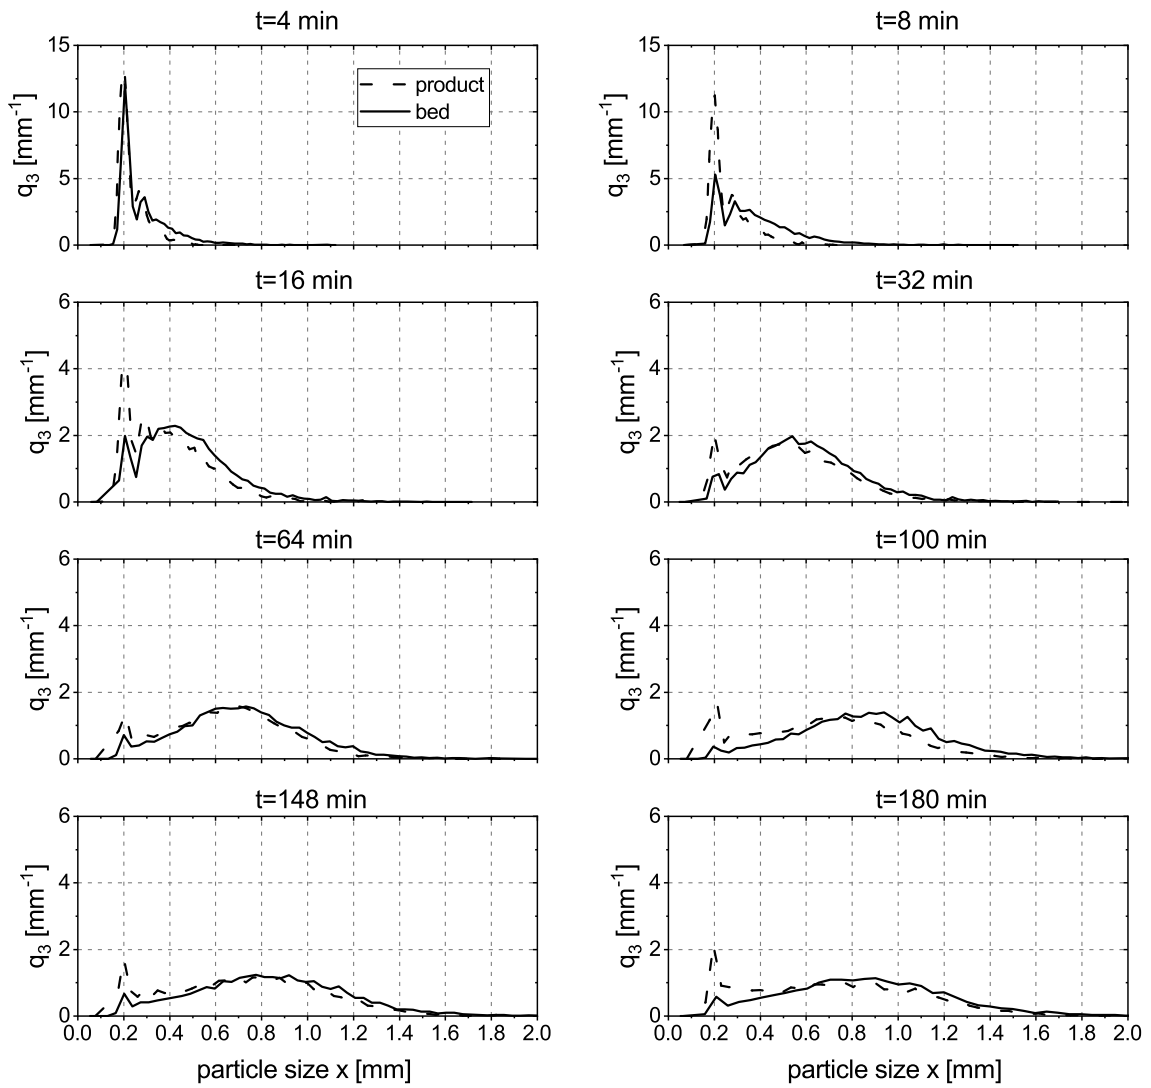 t=4 min
t=8 min
15
10
5
0
q3 [mm-1]
product
bed
15
10
5
0
q3 [mm-1]
t=16 min
t=32 min
6
4
2
0
q3 [mm-1]
6
4
2
0
q3 [mm-1]
t=64 min
t=100 min
6
4
2
0
q3 [mm-1]
6
4
2
0
q3 [mm-1]
t=148 min
t=180 min
6
4
2
0
q3 [mm-1]
6
4
2
0
q3 [mm-1]
0.0 0.2 0.4 0.6 0.8 1.0 1.2 1.4 1.6 1.8 2.0
0.0 0.2 0.4 0.6 0.8 1.0 1.2 1.4 1.6 1.8 2.0
particle size x [mm]
particle size x [mm]